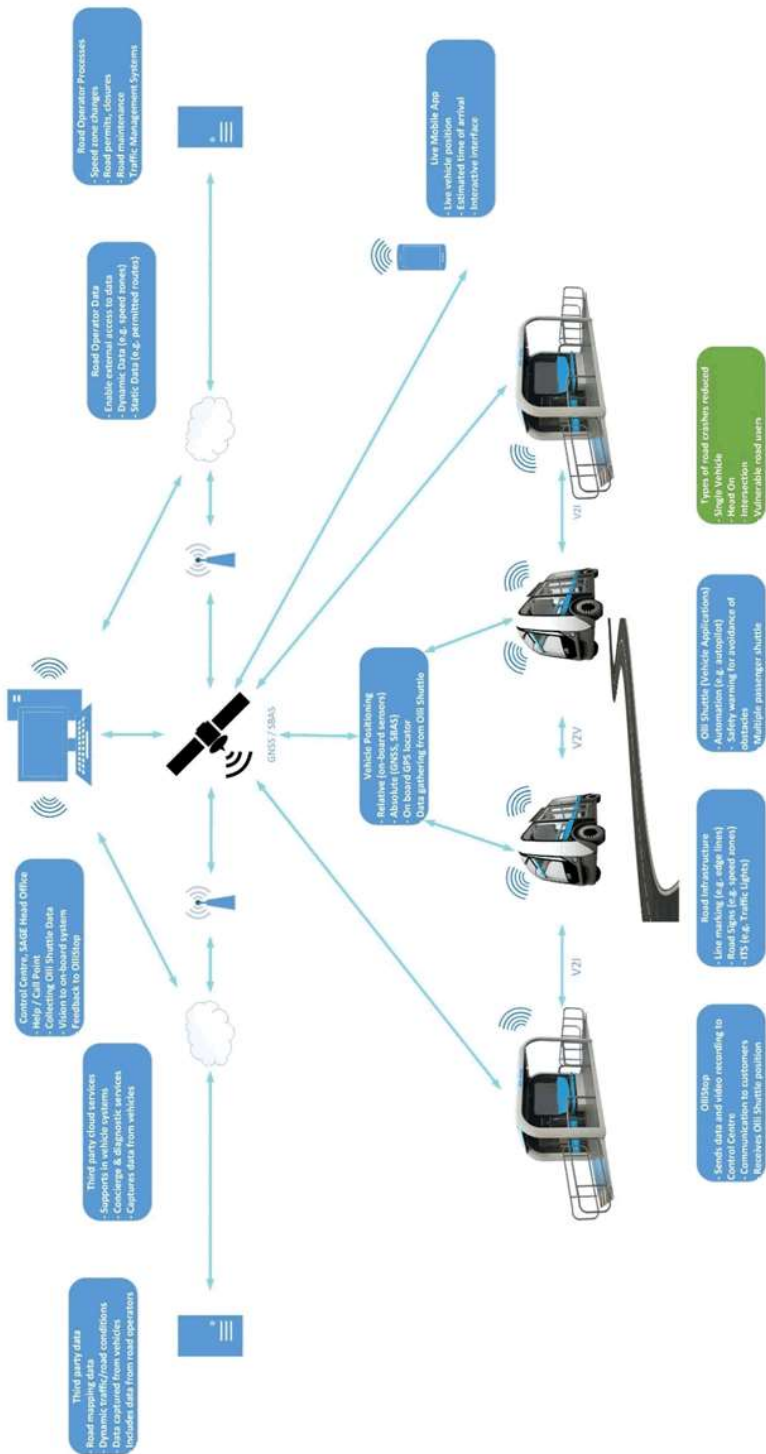 Third party data
- Road mapping data
- Dynamic traffic/road conditions
- Data captured from vehicles
Includes data from road operators
Third party cloud services
- Supports in vehicle systems
- Concierge & diagnostic services
- Captures data from vehicles
Control Centre, SAGE Head Office
- Help / Call Point
- Collecting Olli Shuttle Data
- Vision to on-board system
Feedback to OlliStop
Road Operator Data
- Enable external access to data
- Dynamic Data (e.g. speed zones)
- Static Data (e.g. permitted routes)
Road Operator Processes
- Speed zone changes
- Road permits, closures
- Road maintenance
Traffic Management Systems
GNSS / SBAS
Vehicle Positioning
- Relative (on-board sensors)
- Absolute (GNSS, SBAS)
- On board GPS locator
Data gathering from Olli Shuttle
Live Mobile App
- Live vehicle position
- Estimated time of arrival
- Interactive interface
V2I
V2V
V2I
OlliStop
- Sends data and video recording to
Control Centre
- Communication to customers
Receives Olli Shuttle position
Road Infrastructure
- Line marking (e.g. edge lines)
- Road Signs (e.g. speed zones)
- ITS (e.g. Traffic Lights)
Olli Shuttle (Vehicle Applications)
- Automation (e.g. autopilot)
- Safety warning for avoidance of
obstacles
- Multiple passenger shuttle
Types of road crashes reduced
- Single Vehicle
- Head On
- Intersection
Vulnerable road users